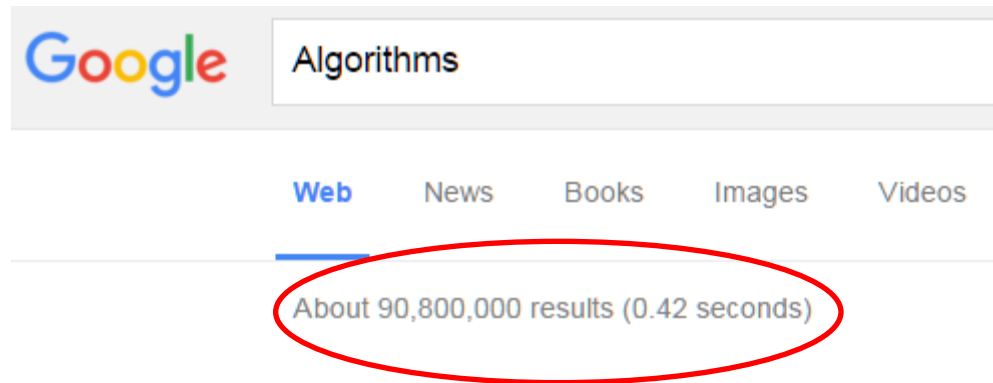 Google Algorithms
Web News Books Images Videos
About 90,800,000 results (0.42 seconds)